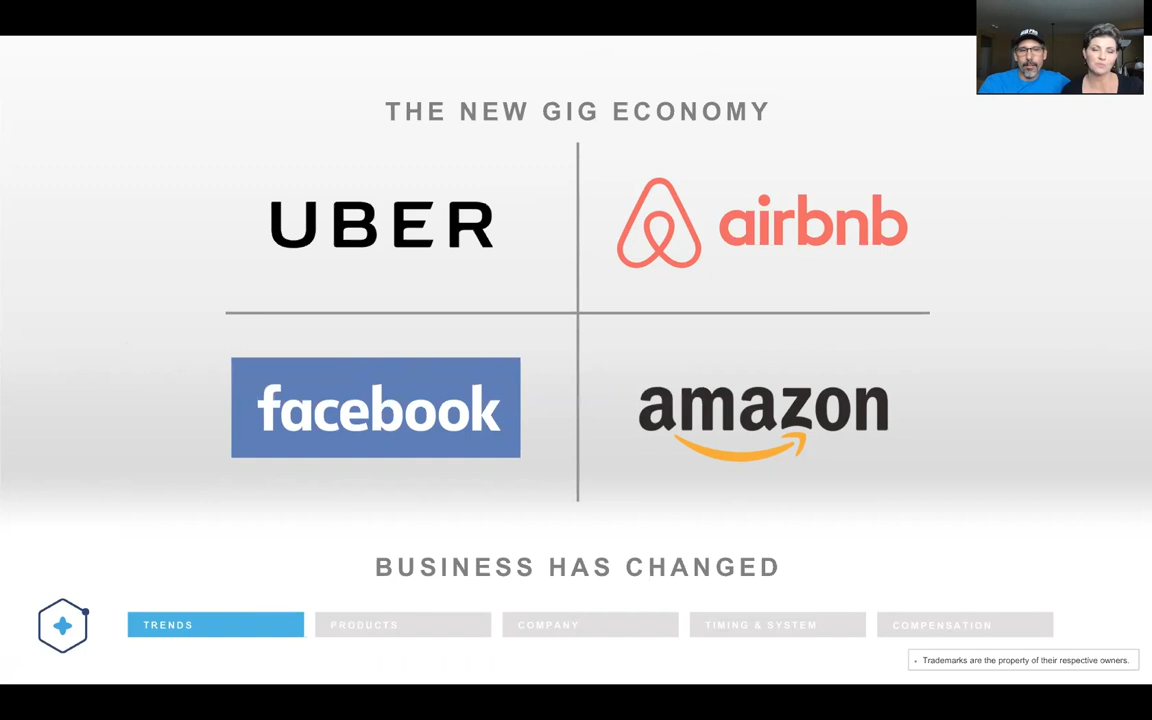 THE NEW GIG ECONOMY
UBER
airbnb
facebook
amazon
BUSINESS HAS CHANGED
TRENDS
PRODUCTS
COMPANY
TIMING & SYSTEM
COMPENSATION
• Trademarks are the property of their respective owners.